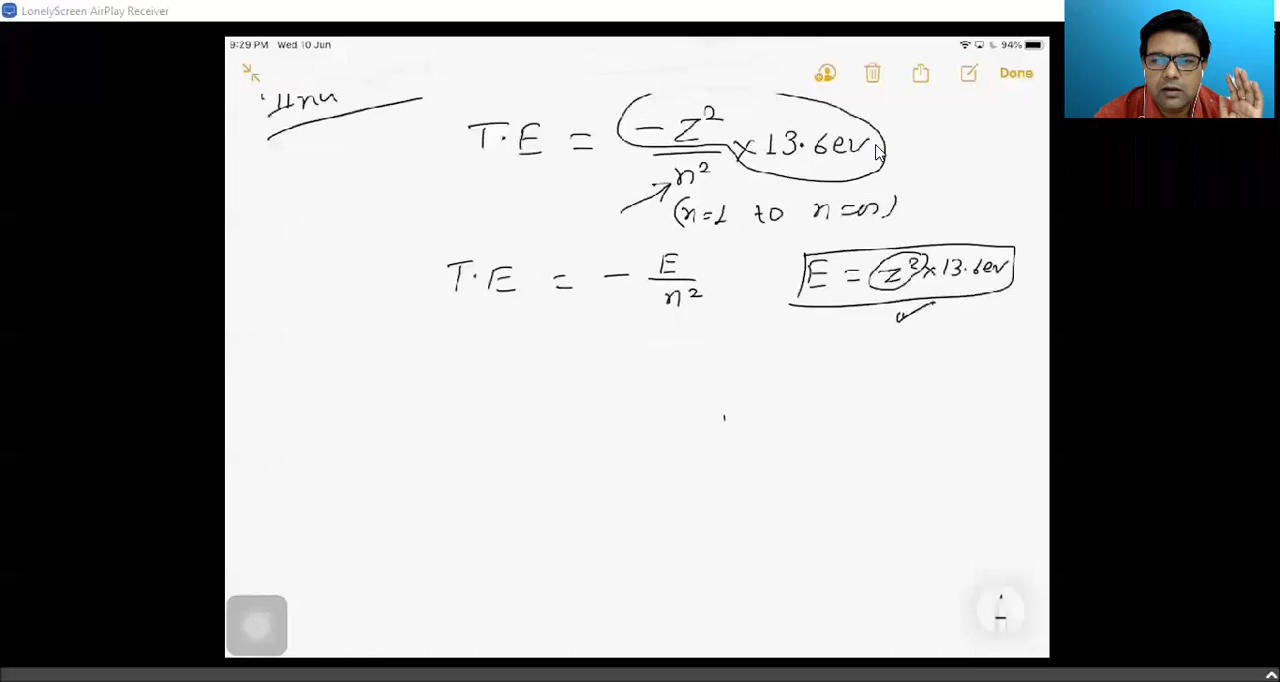 LonelyScreen AirPlay Receiver
9:29 PM Wed 10 Jun
94%
Done
T.E = -Z²/n² × 13.6ev
(n=1 to n=∞)
T.E = - E/n²
E = z² × 13.6ev